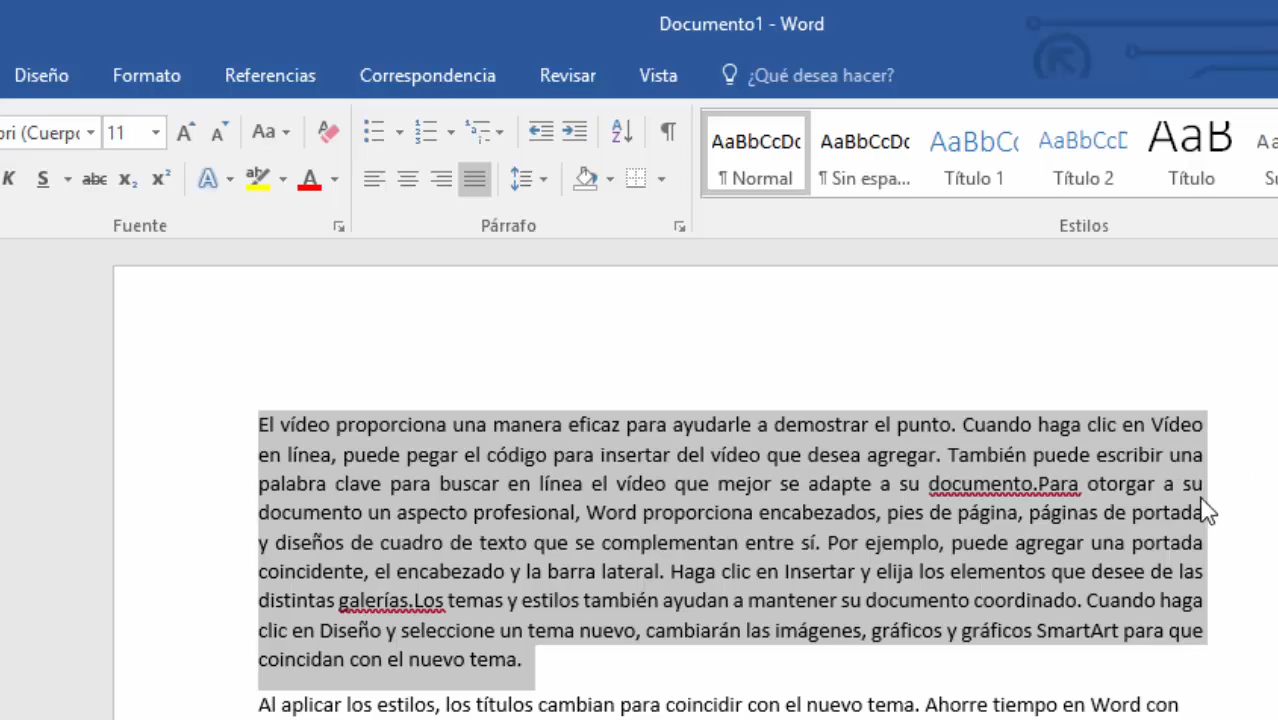 Documento1 - Word
Diseño Formato Referencias Correspondencia Revisar Vista ¿Qué desea hacer?
(Cuerpo 11 Aa AaBbCcDc AaBbCcDc AaBbCc AaBbCcD AaB
K S abc x₂ x² A ab A ¶ Normal ¶ Sin espa... Título 1 Título 2 Título
Fuente Párrafo Estilos
El vídeo proporciona una manera eficaz para ayudarle a demostrar el punto. Cuando haga clic en Vídeo
en línea, puede pegar el código para insertar del vídeo que desea agregar. También puede escribir una
palabra clave para buscar en línea el vídeo que mejor se adapte a su documento.Para otorgar a su
documento un aspecto profesional, Word proporciona encabezados, pies de página, páginas de portada
y diseños de cuadro de texto que se complementan entre sí. Por ejemplo, puede agregar una portada
coincidente, el encabezado y la barra lateral. Haga clic en Insertar y elija los elementos que desee de las
distintas galerías.Los temas y estilos también ayudan a mantener su documento coordinado. Cuando haga
clic en Diseño y seleccione un tema nuevo, cambiarán las imágenes, gráficos y gráficos SmartArt para que
coincidan con el nuevo tema.
Al aplicar los estilos, los títulos cambian para coincidir con el nuevo tema. Ahorre tiempo en Word con